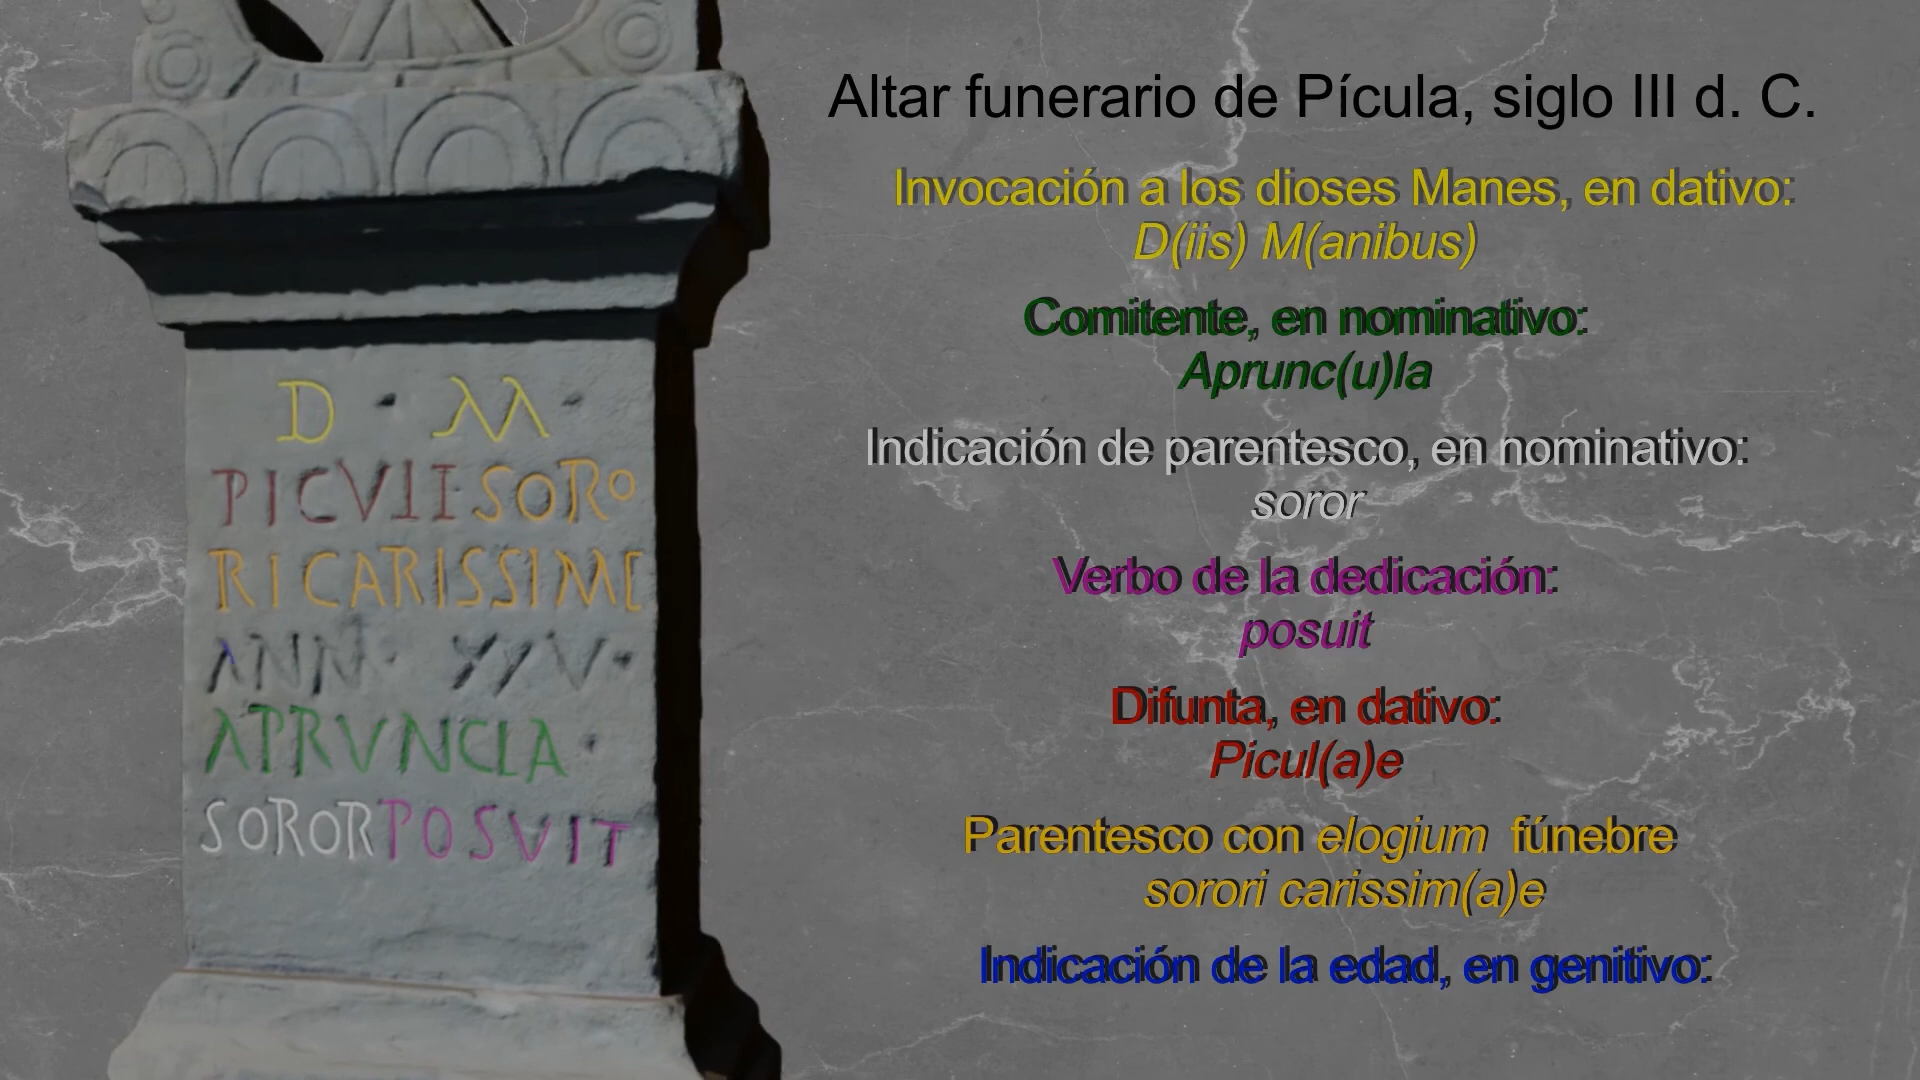 D · M ·
PICVLE SORO
RI CARISSIME
ANN · XXV ·
APRVNCLA ·
SOROR POSVIT
Altar funerario de Pícula, siglo III d. C.
Invocación a los dioses Manes, en dativo:
D(iis) M(anibus)
Comitente, en nominativo:
Aprunc(u)la
Indicación de parentesco, en nominativo:
soror
Verbo de la dedicación:
posuit
Difunta, en dativo:
Picul(a)e
Parentesco con elogium fúnebre
sorori carissim(a)e
Indicación de la edad, en genitivo: